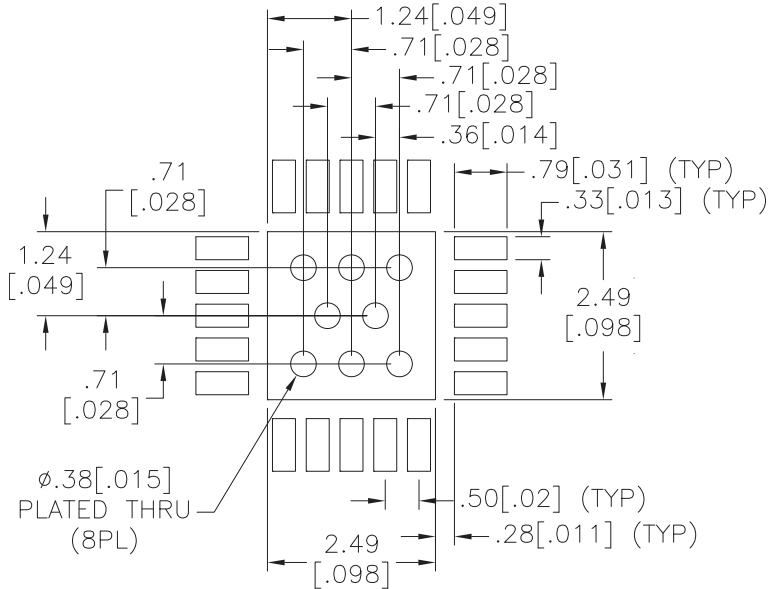 1.24[.049]
.71[.028]
.71[.028]
.71[.028]
.36[.014]
.79[.031] (TYP)
.33[.013] (TYP)
.71
[.028]
1.24
[.049]
2.49
[.098]
.71
[.028]
ø.38[.015]
PLATED THRU
(8PL)
.50[.02] (TYP)
.28[.011] (TYP)
2.49
[.098]